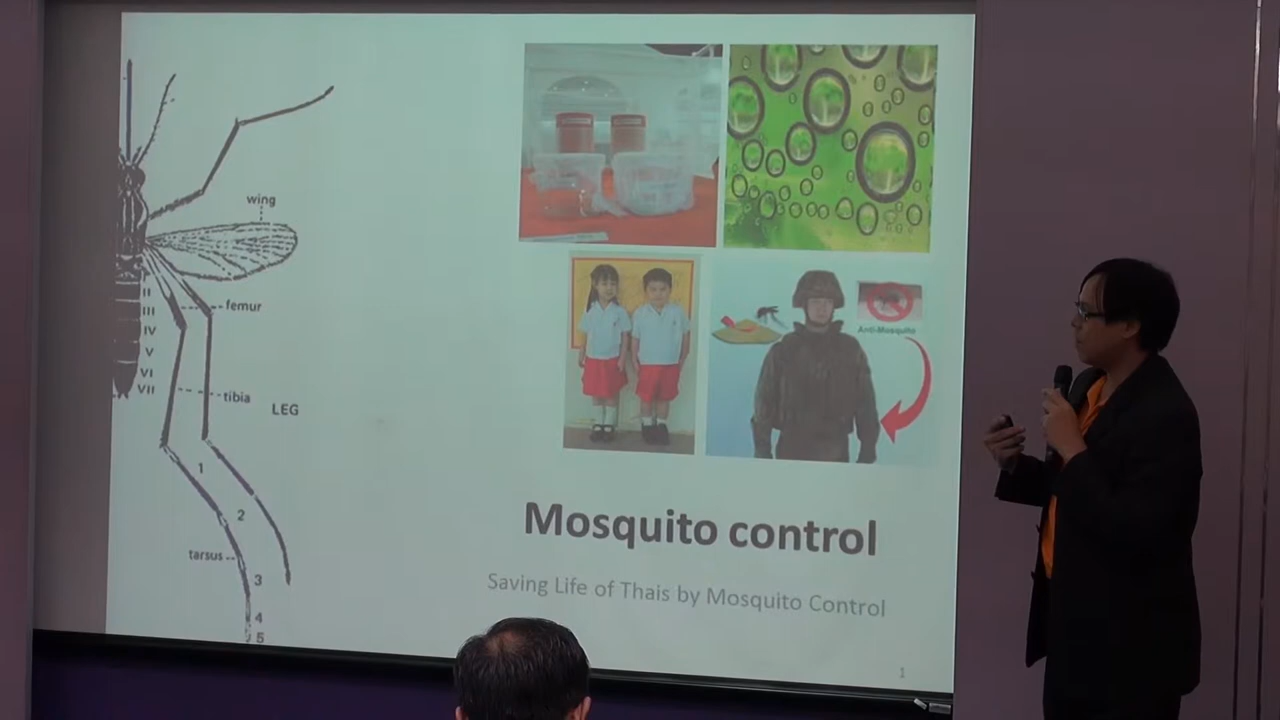 wing
II
III
femur
IV
V
VI
VII
tibia
LEG
1
2
tarsus
3
4
5
Anti-Mosquito
Mosquito control
Saving Life of Thais by Mosquito Control
1